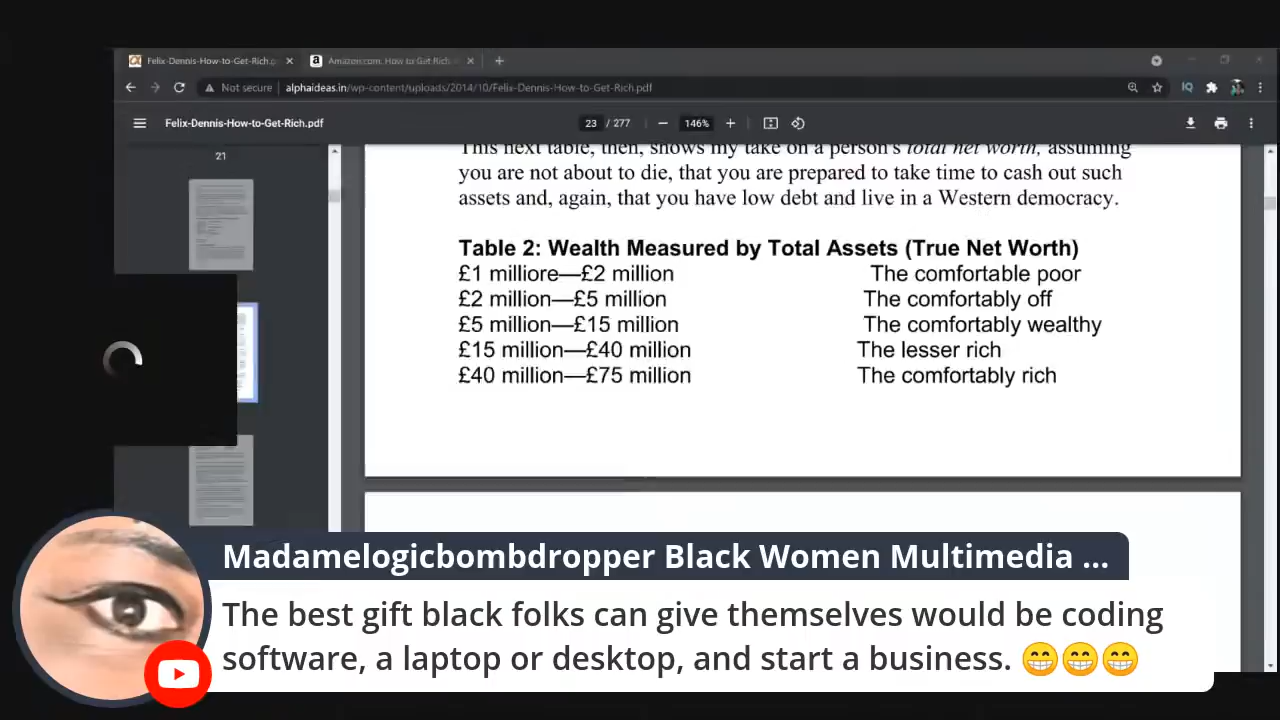 Felix-Dennis-How-to-Get-Rich.p
Amazon.com. How to Get Rich
Not secure
alphaideas.in/wp-content/uploads/2014/10/Felix-Dennis-How-to-Get-Rich.pdf
Felix-Dennis-How-to-Get-Rich.pdf
23 / 277
146%
21
This next table, then, shows my take on a person's total net worth, assuming
you are not about to die, that you are prepared to take time to cash out such
assets and, again, that you have low debt and live in a Western democracy.
Table 2: Wealth Measured by Total Assets (True Net Worth)
£1 milliore—£2 million The comfortable poor
£2 million—£5 million The comfortably off
£5 million—£15 million The comfortably wealthy
£15 million—£40 million The lesser rich
£40 million—£75 million The comfortably rich
Madamelogicbombdropper Black Women Multimedia ...
The best gift black folks can give themselves would be coding
software, a laptop or desktop, and start a business. 😁😁😁